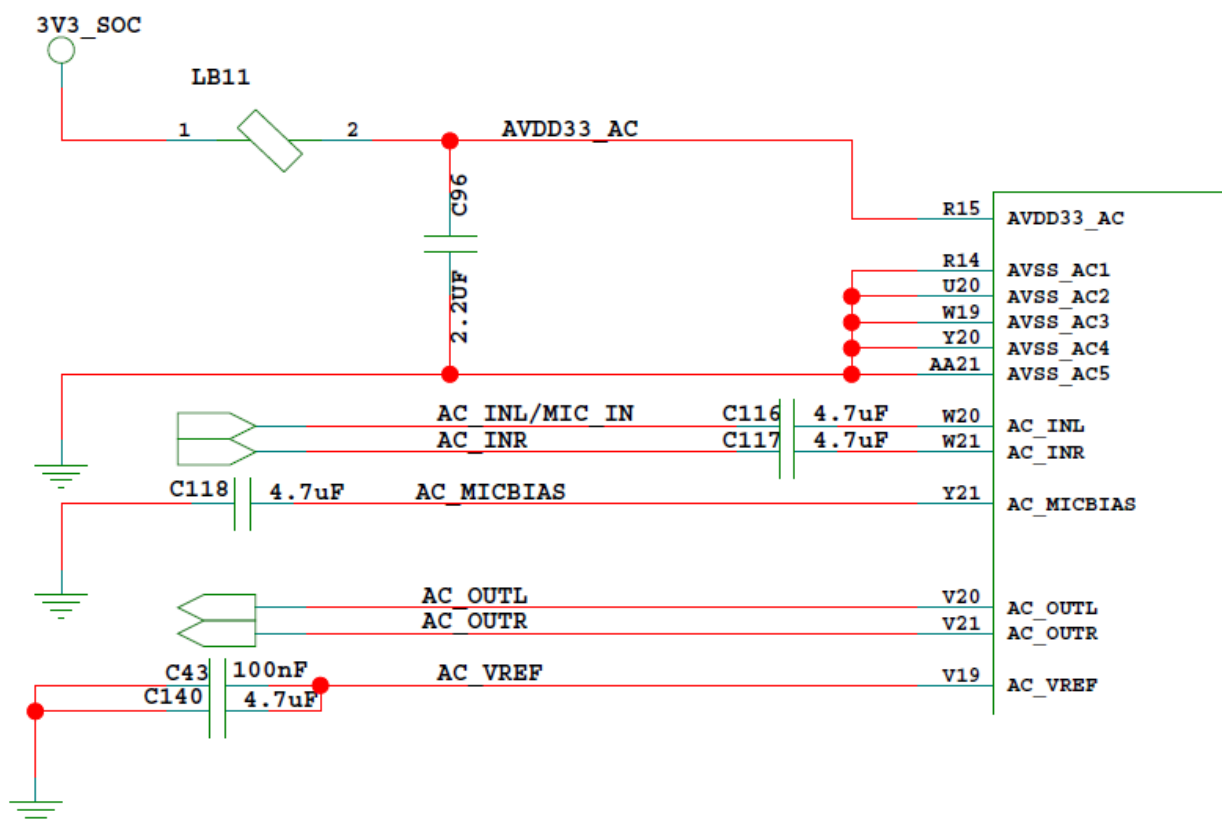 3V3_SOC
LB11
1 2 AVDD33_AC
C96
2.2UF
R15 AVDD33_AC
R14 AVSS_AC1
U20 AVSS_AC2
W19 AVSS_AC3
Y20 AVSS_AC4
AA21 AVSS_AC5
AC_INL/MIC_IN C116 4.7uF W20 AC_INL
AC_INR C117 4.7uF W21 AC_INR
C118 4.7uF AC_MICBIAS Y21 AC_MICBIAS
AC_OUTL V20 AC_OUTL
AC_OUTR V21 AC_OUTR
C43 100nF AC_VREF V19 AC_VREF
C140 4.7uF